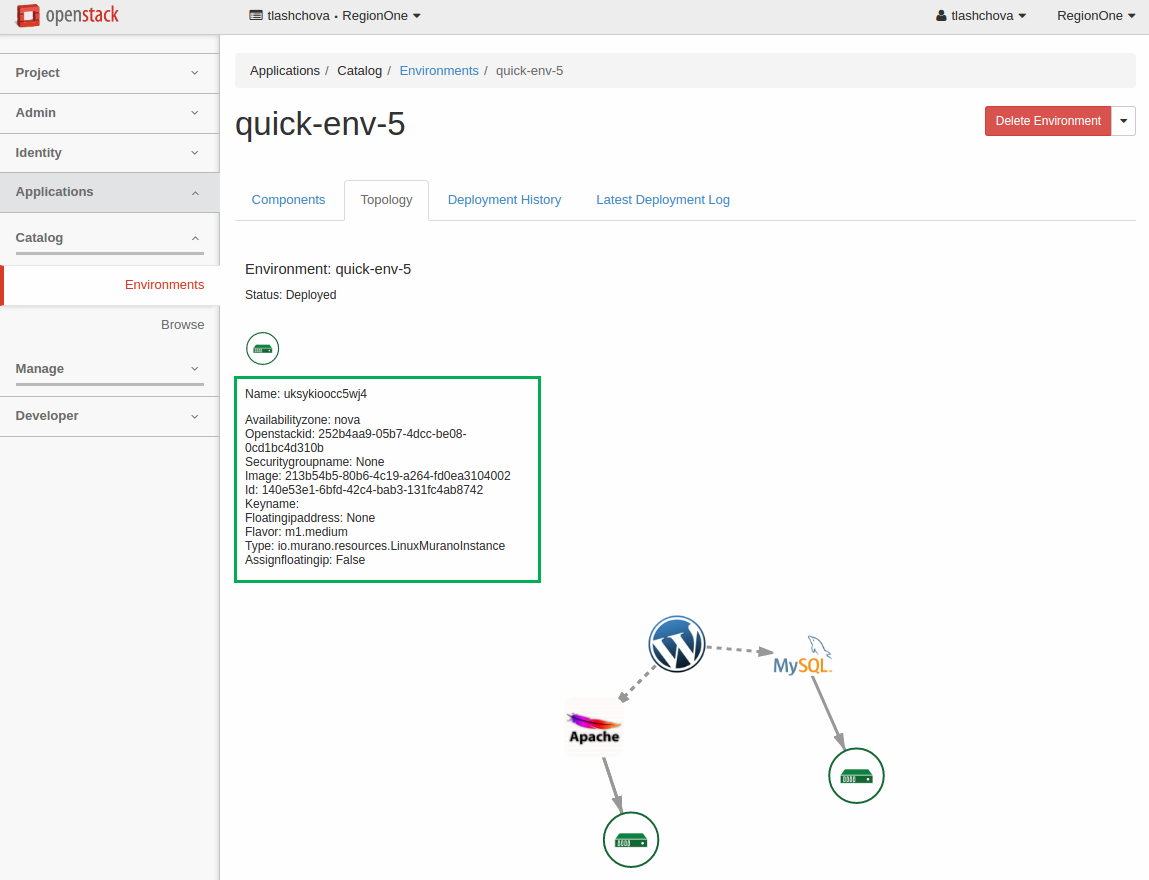 openstack
tlashchova • RegionOne
tlashchova
RegionOne
Project
Admin
Identity
Applications
Catalog
Environments
Browse
Manage
Developer
Applications / Catalog / Environments / quick-env-5
quick-env-5
Delete Environment
Components
Topology
Deployment History
Latest Deployment Log
Environment: quick-env-5
Status: Deployed
Name: uksykioocc5wj4
Availabilityzone: nova
Openstackid: 252b4aa9-05b7-4dcc-be08-
0cd1bc4d310b
Securitygroupname: None
Image: 213b54b5-80b6-4c19-a264-fd0ea3104002
Id: 140e53e1-6bfd-42c4-bab3-131fc4ab8742
Keyname:
Floatingipaddress: None
Flavor: m1.medium
Type: io.murano.resources.LinuxMuranoInstance
Assignfloatingip: False
W
MySQL
Apache